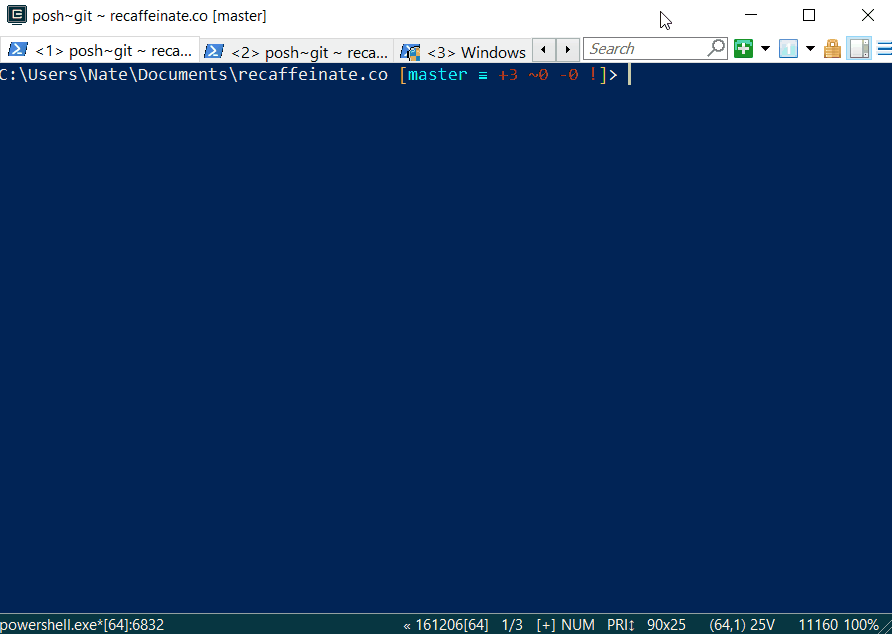 posh~git ~ recaffeinate.co [master]
<1> posh~git ~ reca... <2> posh~git ~ reca... <3> Windows Search
C:\Users\Nate\Documents\recaffeinate.co [master ≡ +3 ~0 -0 !]>
powershell.exe*[64]:6832 « 161206[64] 1/3 [+] NUM PRI↕ 90x25 (64,1) 25V 11160 100%